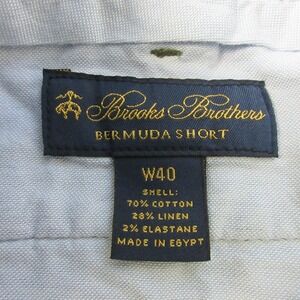 Brooks Brothers
BERMUDA SHORT
W40
SHELL:
70% COTTON
28% LINEN
2% ELASTANE
MADE IN EGYPT